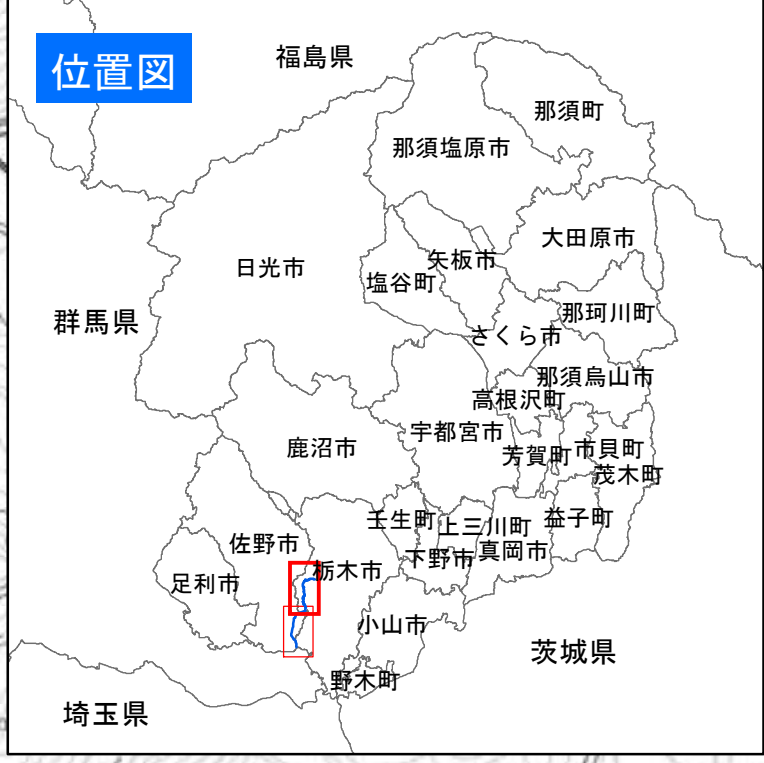 位置図
福島県
那須町
那須塩原市
大田原市
矢板市
日光市
塩谷町
那珂川町
群馬県
さくら市
那須烏山市
高根沢町
宇都宮市
鹿沼市
芳賀町
市貝町
茂木町
壬生町
上三川町
益子町
佐野市
真岡市
下野市
栃木市
足利市
小山市
茨城県
野木町
埼玉県